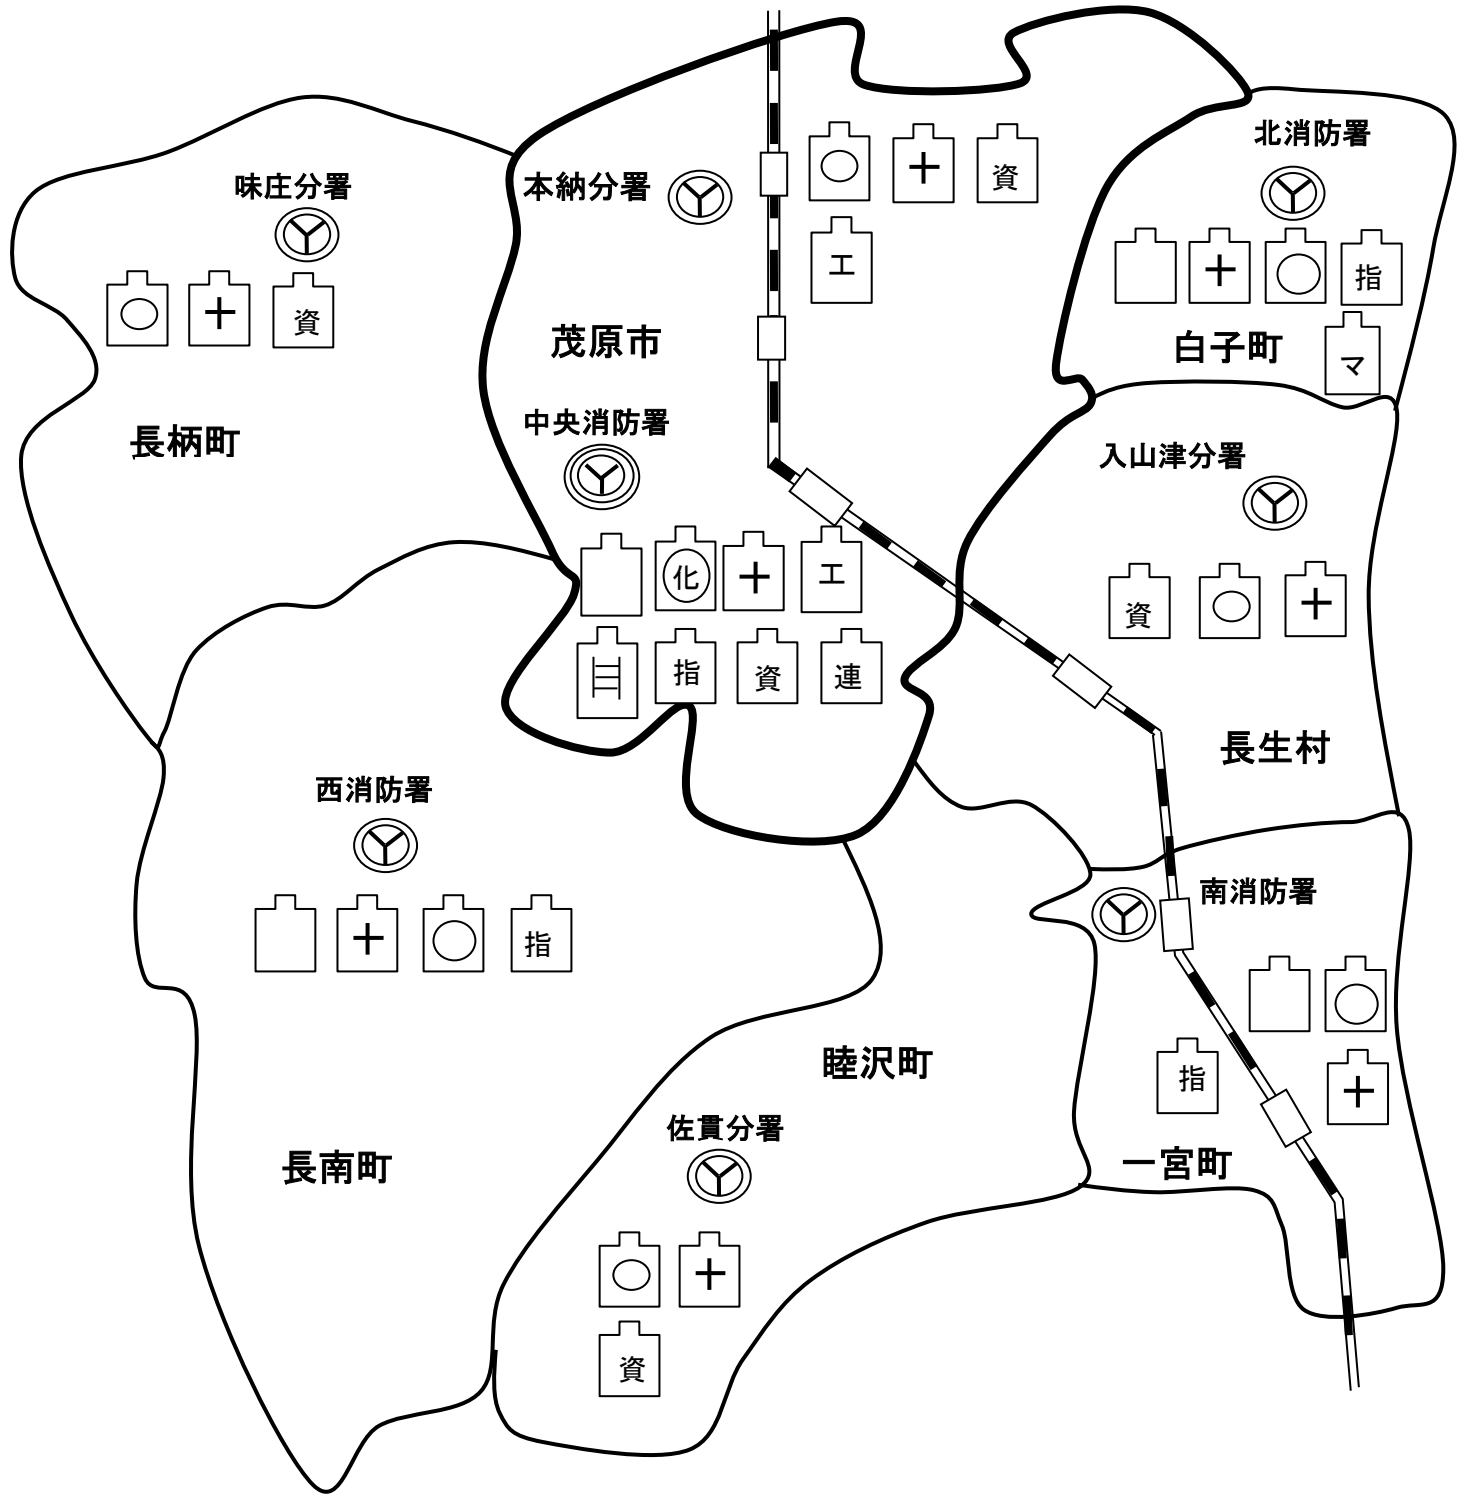 北消防署
味庄分署
本納分署
資
エ
指
資
茂原市
白子町
マ
中央消防署
長柄町
入山津分署
化
エ
資
指
資
連
長生村
西消防署
南消防署
指
睦沢町
指
佐貫分署
一宮町
長南町
資